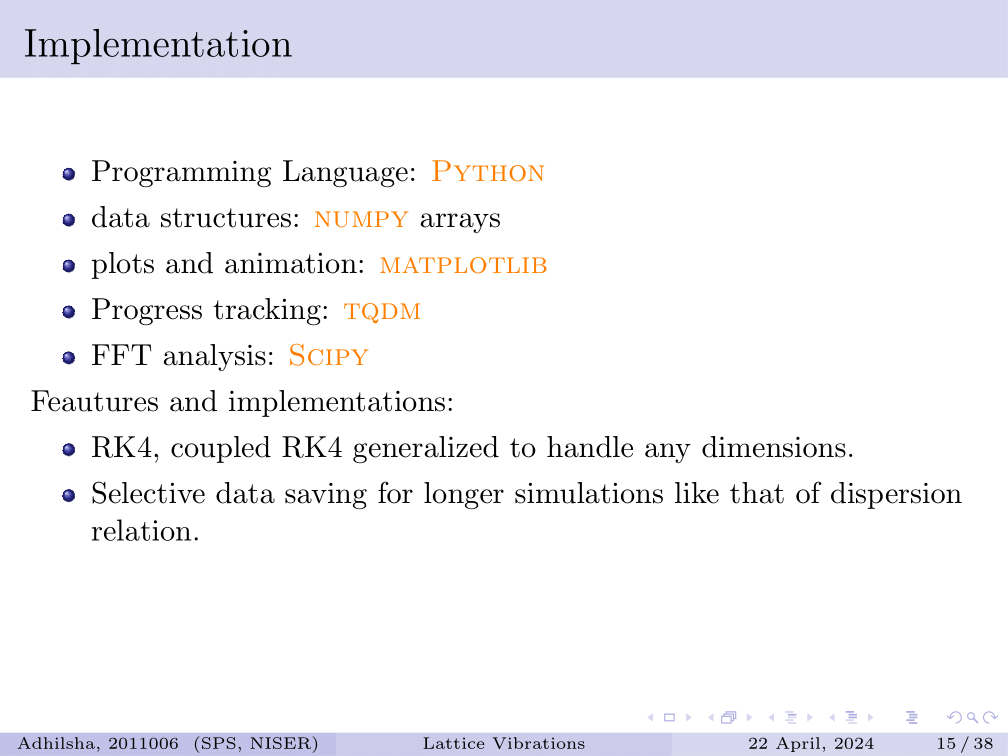 Implementation
Programming Language: Python
data structures: numpy arrays
plots and animation: matplotlib
Progress tracking: tqdm
FFT analysis: Scipy
Feautures and implementations:
RK4, coupled RK4 generalized to handle any dimensions.
Selective data saving for longer simulations like that of dispersion
relation.
Adhilsha, 2011006 (SPS, NISER) Lattice Vibrations 22 April, 2024 15 / 38